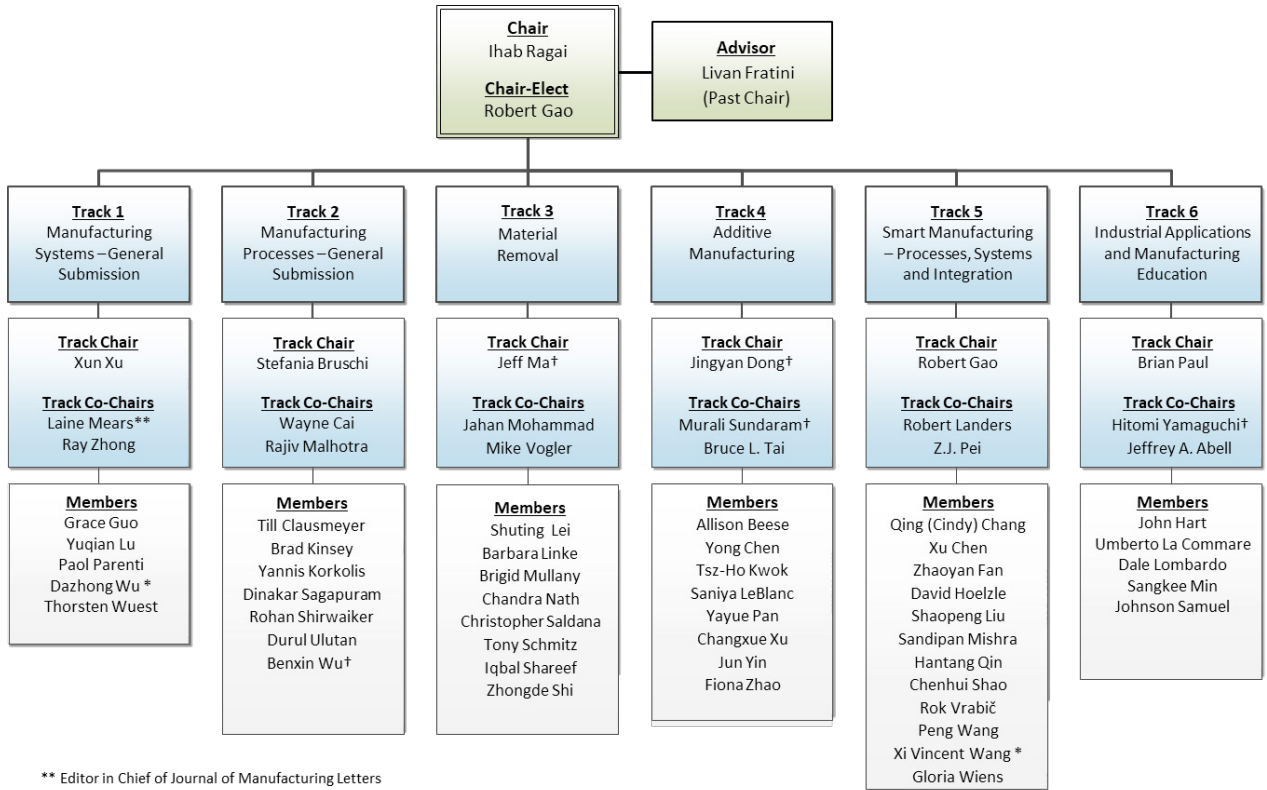 Chair
Ihab Ragai
Chair-Elect
Robert Gao
Advisor
Livan Fratini
(Past Chair)
Track 1
Manufacturing
Systems – General
Submission
Track Chair
Xun Xu
Track Co-Chairs
Laine Mears**
Ray Zhong
Members
Grace Guo
Yuqian Lu
Paol Parenti
Dazhong Wu *
Thorsten Wuest
Track 2
Manufacturing
Processes – General
Submission
Track Chair
Stefania Bruschi
Track Co-Chairs
Wayne Cai
Rajiv Malhotra
Members
Till Clausmeyer
Brad Kinsey
Yannis Korkolis
Dinakar Sagapuram
Rohan Shirwaiker
Durul Ulutan
Benxin Wu†
Track 3
Material
Removal
Track Chair
Jeff Ma†
Track Co-Chairs
Jahan Mohammad
Mike Vogler
Members
Shuting Lei
Barbara Linke
Brigid Mullany
Chandra Nath
Christopher Saldana
Tony Schmitz
Iqbal Shareef
Zhongde Shi
Track 4
Additive
Manufacturing
Track Chair
Jingyan Dong†
Track Co-Chairs
Murali Sundaram†
Bruce L. Tai
Members
Allison Beese
Yong Chen
Tsz-Ho Kwok
Saniya LeBlanc
Yayue Pan
Changxue Xu
Jun Yin
Fiona Zhao
Track 5
Smart Manufacturing
– Processes, Systems
and Integration
Track Chair
Robert Gao
Track Co-Chairs
Robert Landers
Z.J. Pei
Members
Qing (Cindy) Chang
Xu Chen
Zhaoyan Fan
David Hoelzle
Shaopeng Liu
Sandipan Mishra
Hantang Qin
Chenhui Shao
Rok Vrabič
Peng Wang
Xi Vincent Wang *
Gloria Wiens
Track 6
Industrial Applications
and Manufacturing
Education
Track Chair
Brian Paul
Track Co-Chairs
Hitomi Yamaguchi†
Jeffrey A. Abell
Members
John Hart
Umberto La Commare
Dale Lombardo
Sangkee Min
Johnson Samuel
** Editor in Chief of Journal of Manufacturing Letters